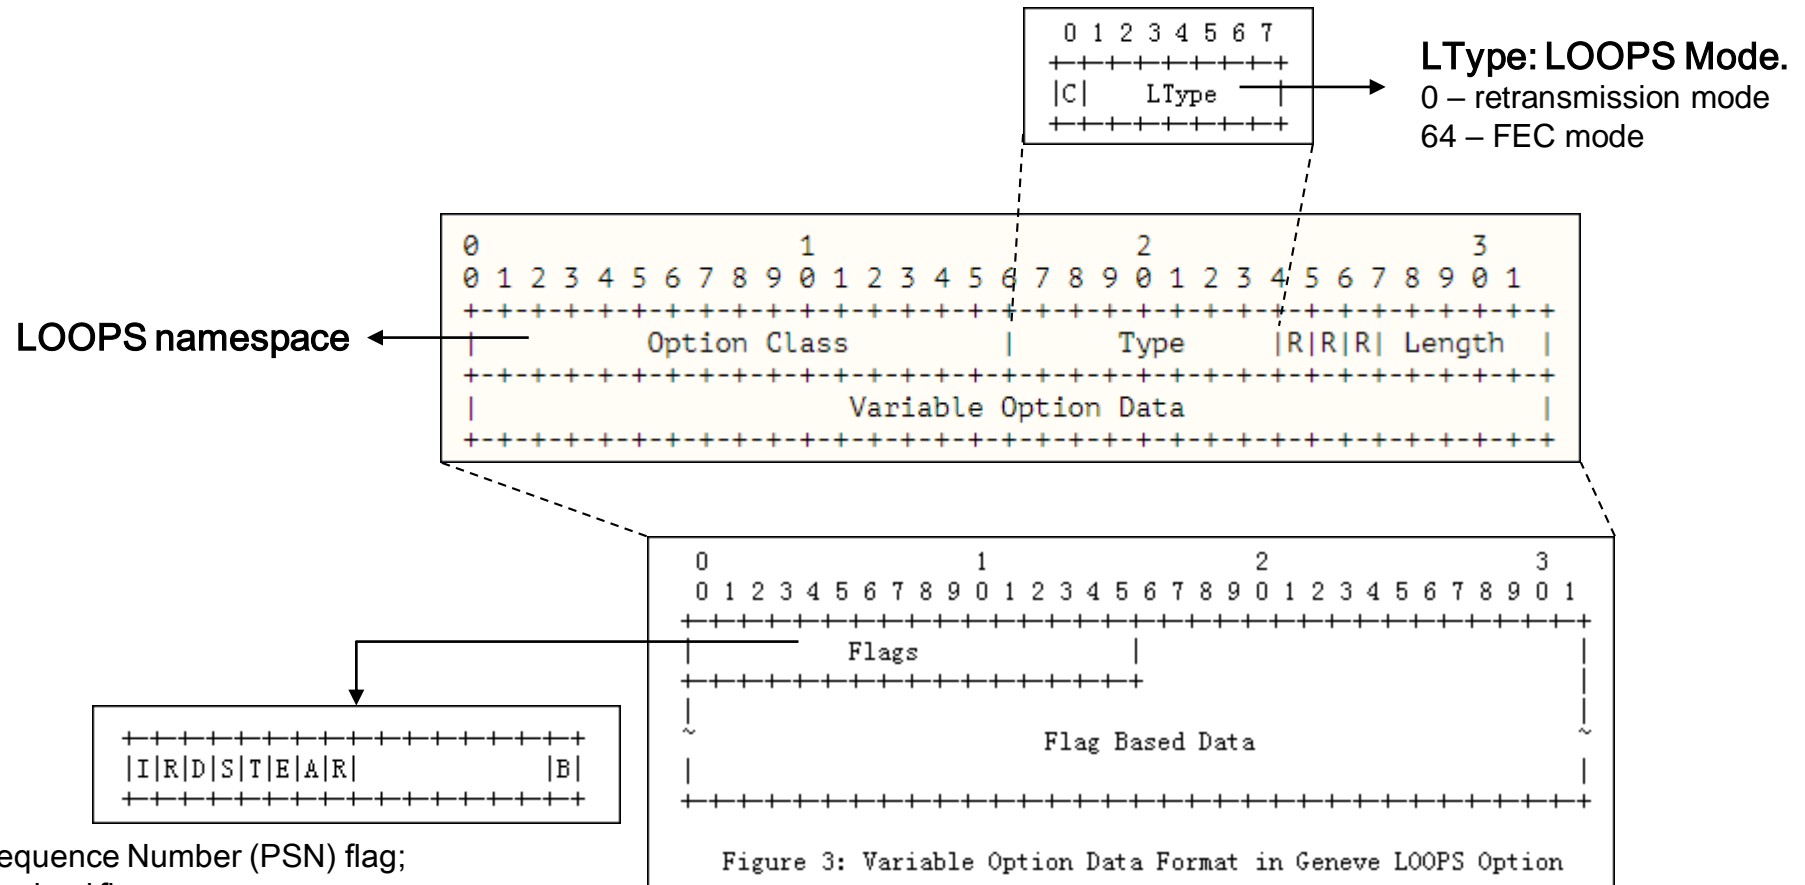 0 1 2 3 4 5 6 7
+-+-+-+-+-+-+-+-+
|C|    LType    |
+-+-+-+-+-+-+-+-+
LType: LOOPS Mode.
0 – retransmission mode
64 – FEC mode
0                   1                   2                   3
0 1 2 3 4 5 6 7 8 9 0 1 2 3 4 5 6 7 8 9 0 1 2 3 4 5 6 7 8 9 0 1
+-+-+-+-+-+-+-+-+-+-+-+-+-+-+-+-+-+-+-+-+-+-+-+-+-+-+-+-+-+-+-+-+
LOOPS namespace
|          Option Class         |      Type     |R|R|R| Length  |
+-+-+-+-+-+-+-+-+-+-+-+-+-+-+-+-+-+-+-+-+-+-+-+-+-+-+-+-+-+-+-+-+
|                      Variable Option Data                     |
+-+-+-+-+-+-+-+-+-+-+-+-+-+-+-+-+-+-+-+-+-+-+-+-+-+-+-+-+-+-+-+-+
0                   1                   2                   3
0 1 2 3 4 5 6 7 8 9 0 1 2 3 4 5 6 7 8 9 0 1 2 3 4 5 6 7 8 9 0 1
+-+-+-+-+-+-+-+-+-+-+-+-+-+-+-+-+-+-+-+-+-+-+-+-+-+-+-+-+-+-+-+-+
|           Flags               |                               |
+-+-+-+-+-+-+-+-+-+-+-+-+-+-+-+-+                               |
|                                                               |
~                        Flag Based Data                        ~
|                                                               |
+-+-+-+-+-+-+-+-+-+-+-+-+-+-+-+-+-+-+-+-+-+-+-+-+-+-+-+-+-+-+-+-+
Figure 3: Variable Option Data Format in Geneve LOOPS Option
+-+-+-+-+-+-+-+-+-+-+-+-+-+-+-+-+
|I|R|D|S|T|E|A|R|             |B|
+-+-+-+-+-+-+-+-+-+-+-+-+-+-+-+-+
equence Number (PSN) flag;